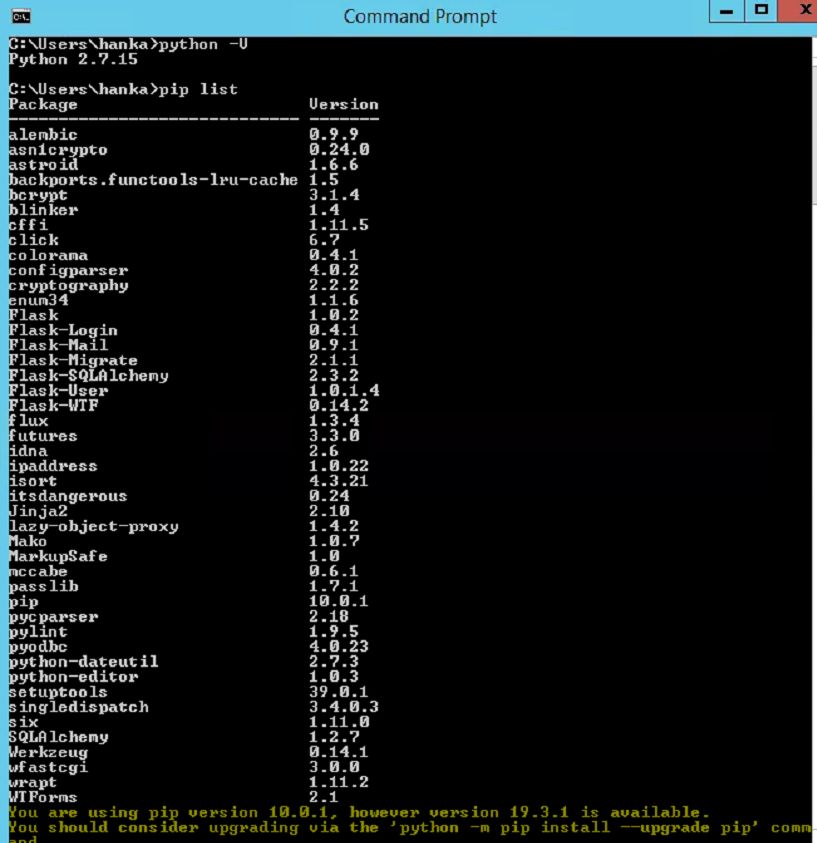 C:\.
Command Prompt
C:\Users\hanka>python -V
Python 2.7.15
C:\Users\hanka>pip list
Package Version
----------------------------- -------
alembic 0.9.9
asn1crypto 0.24.0
astroid 1.6.6
backports.functools-lru-cache 1.5
bcrypt 3.1.4
blinker 1.4
cffi 1.11.5
click 6.7
colorama 0.4.1
configparser 4.0.2
cryptography 2.2.2
enum34 1.1.6
Flask 1.0.2
Flask-Login 0.4.1
Flask-Mail 0.9.1
Flask-Migrate 2.1.1
Flask-SQLAlchemy 2.3.2
Flask-User 1.0.1.4
Flask-WTF 0.14.2
flux 1.3.4
futures 3.3.0
idna 2.6
ipaddress 1.0.22
isort 4.3.21
itsdangerous 0.24
Jinja2 2.10
lazy-object-proxy 1.4.2
Mako 1.0.7
MarkupSafe 1.0
mccabe 0.6.1
passlib 1.7.1
pip 10.0.1
pycparser 2.18
pylint 1.9.5
pyodbc 4.0.23
python-dateutil 2.7.3
python-editor 1.0.3
setuptools 39.0.1
singledispatch 3.4.0.3
six 1.11.0
SQLAlchemy 1.2.7
Werkzeug 0.14.1
wfastcgi 3.0.0
wrapt 1.11.2
WTForms 2.1
You are using pip version 10.0.1, however version 19.3.1 is available.
You should consider upgrading via the 'python -m pip install --upgrade pip' comm
and.